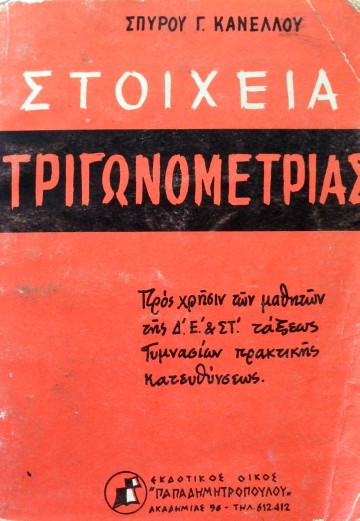 ΣΠΥΡΟΥ Γ. ΚΑΝΕΛΛΟΥ
ΣΤΟΙΧΕΙΑ
ΤΡΙΓΩΝΟΜΕΤΡΙΑΣ
Πρός χρῆσιν τῶν μαθητῶν
τῆς Δ΄. Ε΄. & ΣΤ΄. τάξεως
Γυμνασίων πρακτικῆς
κατευθύνσεως.
ΕΚΔΟΤΙΚΟΣ ΟΙΚΟΣ
"ΠΑΠΑΔΗΜΗΤΡΟΠΟΥΛΟΥ"
ΑΚΑΔΗΜΙΑΣ 96 - ΤΗΛ 612.412